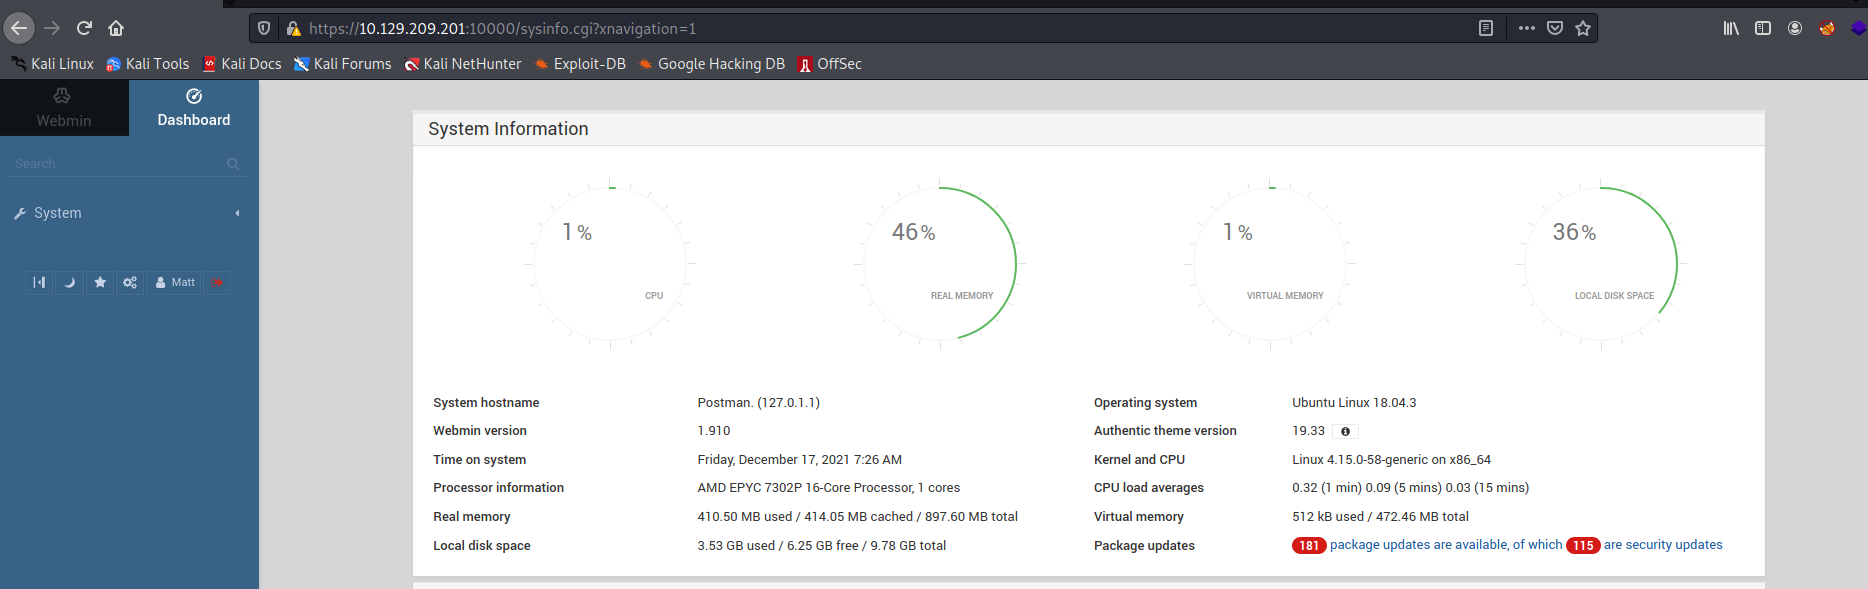 https://10.129.209.201:10000/sysinfo.cgi?xnavigation=1
Kali Linux Kali Tools Kali Docs Kali Forums Kali NetHunter Exploit-DB Google Hacking DB OffSec
Webmin Dashboard
Search
System
Matt
System Information
1% 46% 1% 36%
CPU REAL MEMORY VIRTUAL MEMORY LOCAL DISK SPACE
System hostname Postman. (127.0.1.1) Operating system Ubuntu Linux 18.04.3
Webmin version 1.910 Authentic theme version 19.33
Time on system Friday, December 17, 2021 7:26 AM Kernel and CPU Linux 4.15.0-58-generic on x86_64
Processor information AMD EPYC 7302P 16-Core Processor, 1 cores CPU load averages 0.32 (1 min) 0.09 (5 mins) 0.03 (15 mins)
Real memory 410.50 MB used / 414.05 MB cached / 897.60 MB total Virtual memory 512 kB used / 472.46 MB total
Local disk space 3.53 GB used / 6.25 GB free / 9.78 GB total Package updates 181 package updates are available, of which 115 are security updates